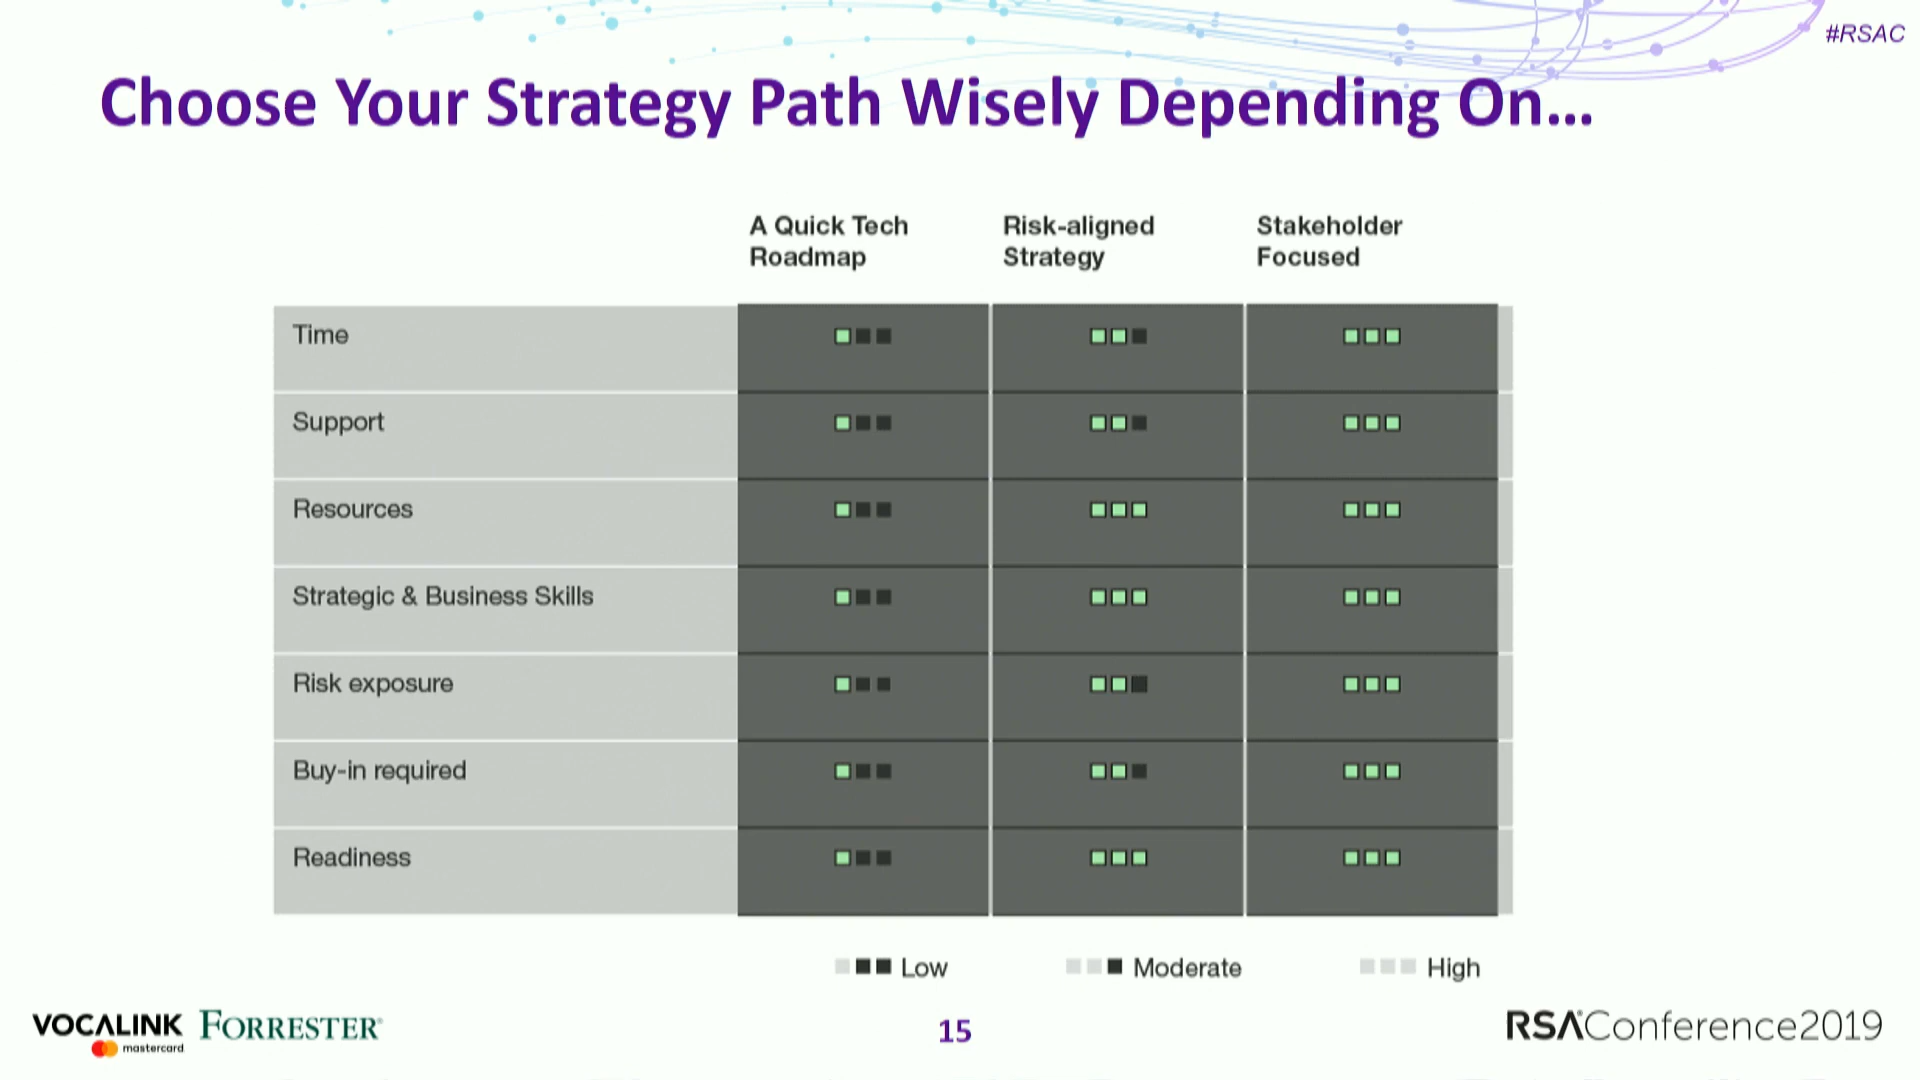 #RSAC
Choose Your Strategy Path Wisely Depending On...
A Quick Tech
Roadmap
Risk-aligned
Strategy
Stakeholder
Focused
Time
Support
Resources
Strategic & Business Skills
Risk exposure
Buy-in required
Readiness
Low
Moderate
High
VOCALINK
mastercard
FORRESTER®
15
RSAConference2019